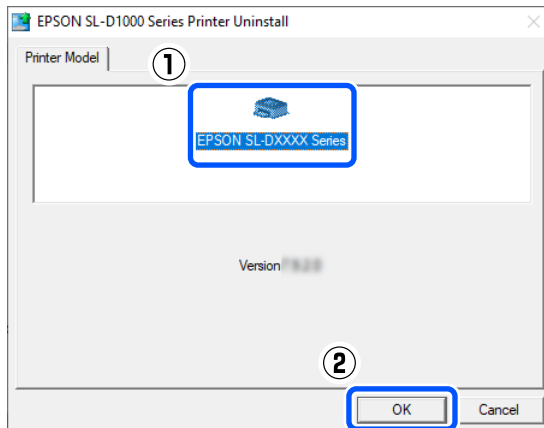 EPSON SL-D1000 Series Printer Uninstall
Printer Model
①
EPSON SL-DXXXX Series
Version
②
OK
Cancel